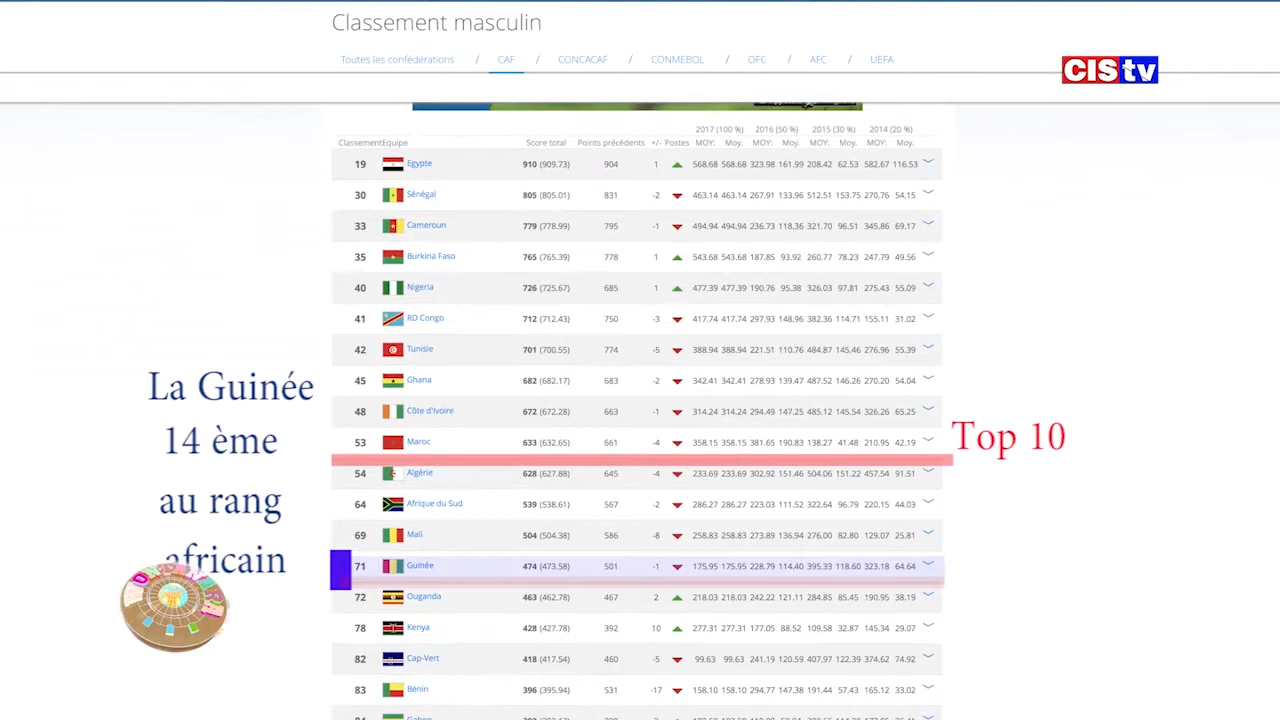 Classement masculin
Toutes les confédérations / CAF / CONCACAF / CONMEBOL / OFC / AFC / UEFA
CIS tv
2017 (100 %) 2016 (50 %) 2015 (30 %) 2014 (20 %)
Classement Equipe Score total Points précédents +/- Postes MOY: Moy. MOY: Moy. MOY: Moy. MOY: Moy.
19 Egypte 910 (909.73) 904 1 568.68 568.68 323.98 161.99 208.42 62.53 582.67 116.53
30 Sénégal 805 (805.01) 831 -2 463.14 463.14 267.91 133.96 512.51 153.75 270.76 54.15
33 Cameroun 779 (778.99) 795 -1 494.94 494.94 236.73 118.36 321.70 96.51 345.86 69.17
35 Burkina Faso 765 (765.39) 778 1 543.68 543.68 187.85 93.92 260.77 78.23 247.79 49.56
40 Nigeria 726 (725.67) 685 1 477.39 477.39 190.76 95.38 326.03 97.81 275.43 55.09
41 RD Congo 712 (712.43) 750 -3 417.74 417.74 297.93 148.96 382.36 114.71 155.11 31.02
42 Tunisie 701 (700.55) 774 -5 388.94 388.94 221.51 110.76 484.87 145.46 276.96 55.39
45 Ghana 682 (682.17) 683 -2 342.41 342.41 278.93 139.47 487.52 146.26 270.20 54.04
48 Côte d'Ivoire 672 (672.28) 663 -1 314.24 314.24 294.49 147.25 485.12 145.54 326.26 65.25
53 Maroc 633 (632.65) 661 -4 358.15 358.15 381.65 190.83 138.27 41.48 210.95 42.19
Top 10
54 Algérie 628 (627.88) 645 -4 233.69 233.69 302.92 151.46 504.06 151.22 457.54 91.51
64 Afrique du Sud 539 (538.61) 567 -2 286.27 286.27 223.03 111.52 322.64 96.79 220.15 44.03
69 Mali 504 (504.38) 586 -8 258.83 258.83 273.89 136.94 276.00 82.80 129.07 25.81
71 Guinée 474 (473.58) 501 -1 175.95 175.95 228.79 114.40 395.33 118.60 323.18 64.64
72 Ouganda 463 (462.78) 467 2 218.03 218.03 242.22 121.11 284.85 85.45 190.95 38.19
78 Kenya 428 (427.78) 392 0 277.31 277.31 177.05 88.52 109.58 32.87 145.34 29.07
82 Cap-Vert 418 (417.54) 460 -5 99.63 99.63 241.19 120.59 407.97 122.39 374.62 74.92
83 Bénin 396 (395.94) 531 -17 158.10 158.10 294.77 147.38 191.44 57.43 165.12 33.02
La Guinée
14 ème
au rang
africain